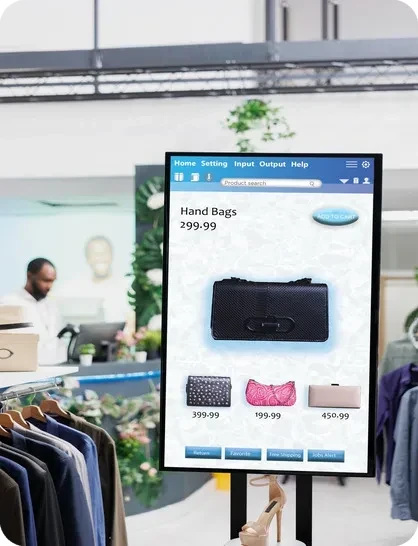 Home Setting Input Output Help
Product search
Hand Bags
299.99
ADD TO CART
399.99 199.99 450.99
Return Favorite Free Shipping Jobs Alert